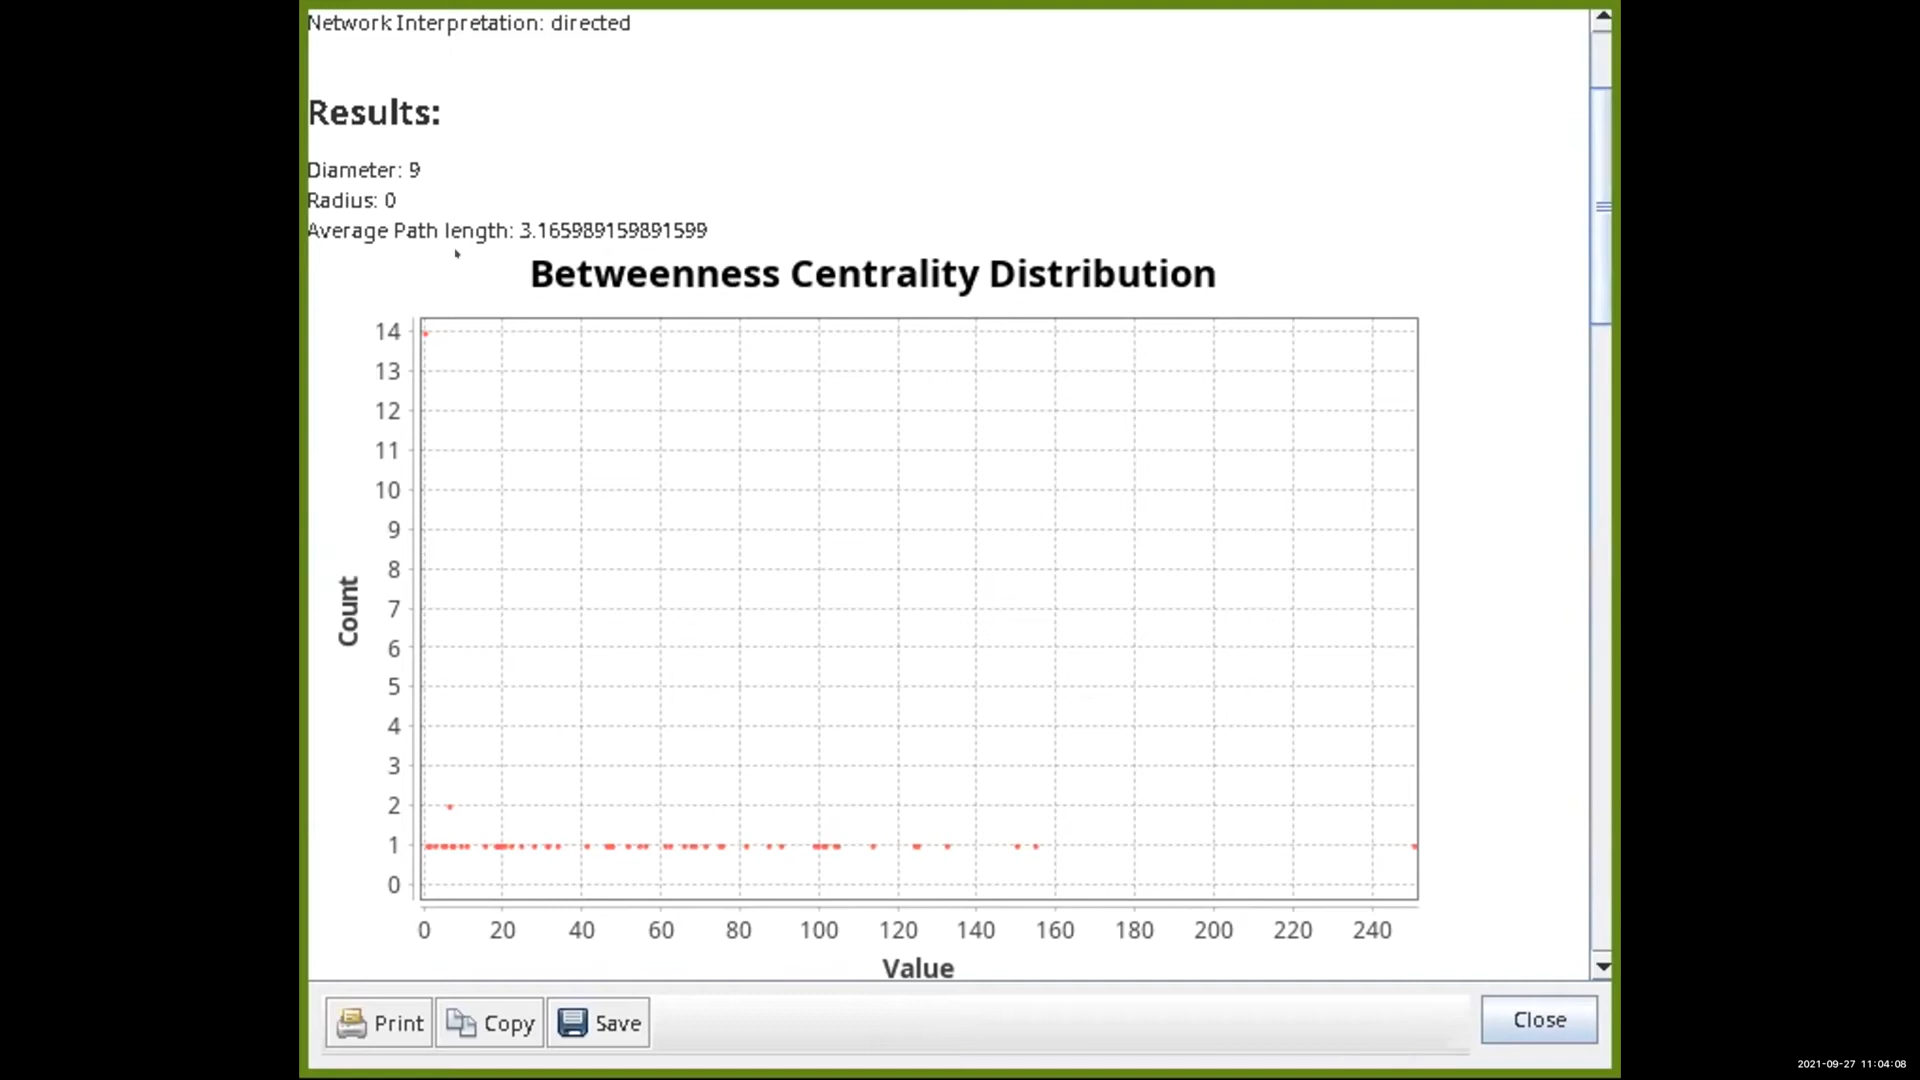 Network Interpretation: directed
Results:
Diameter: 9
Radius: 0
Average Path length: 3.165989159891599
Betweenness Centrality Distribution
14
13
12
11
10
9
8
7
6
5
4
3
2
1
0
Count
0 20 40 60 80 100 120 140 160 180 200 220 240
Value
Print Copy Save Close
2021-09-27 11:04:08